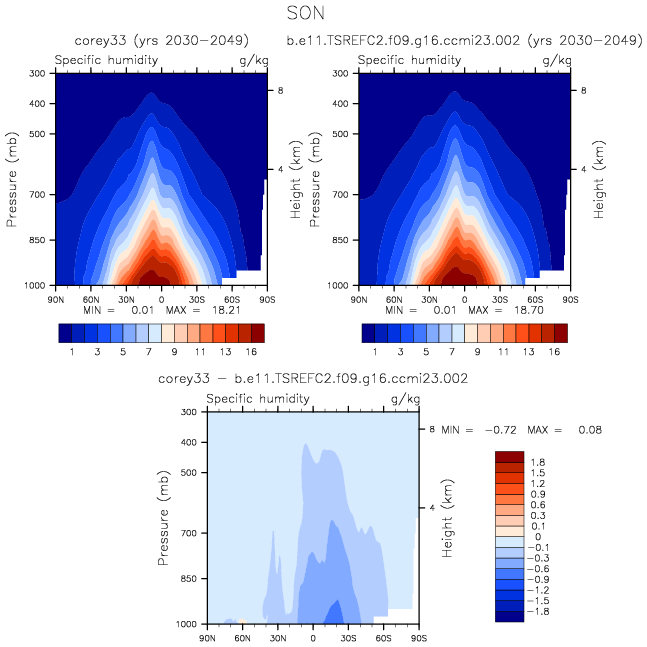 SON
corey33 (yrs 2030-2049)
b.e11.TSREFC2.f09.g16.ccmi23.002 (yrs 2030-2049)
Specific humidity g/kg
Specific humidity g/kg
Pressure (mb)
300
400
500
700
850
1000
Height (km)
8
4
90N 60N 30N 0 30S 60S 90S
MIN = 0.01 MAX = 18.21
1 3 5 7 9 11 13 16
Pressure (mb)
300
400
500
700
850
1000
Height (km)
8
4
90N 60N 30N 0 30S 60S 90S
MIN = 0.01 MAX = 18.70
1 3 5 7 9 11 13 16
corey33 - b.e11.TSREFC2.f09.g16.ccmi23.002
Specific humidity g/kg
Pressure (mb)
300
400
500
700
850
1000
Height (km)
8
4
90N 60N 30N 0 30S 60S 90S
MIN = -0.72 MAX = 0.08
1.8
1.5
1.2
0.9
0.6
0.3
0.1
0
-0.1
-0.3
-0.6
-0.9
-1.2
-1.5
-1.8